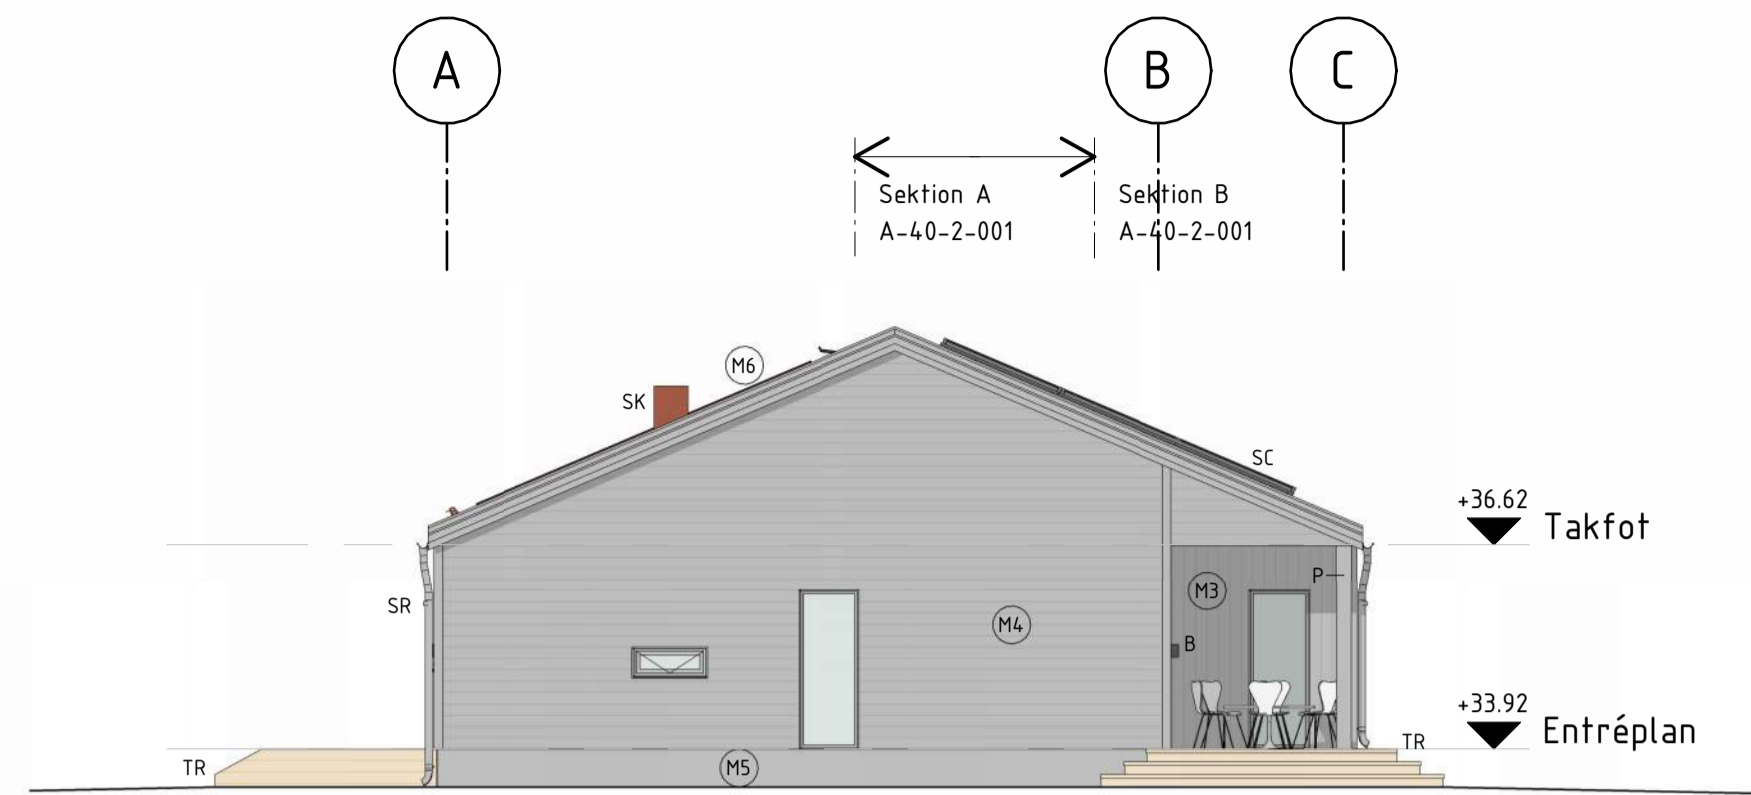 A
B
C
Sektion A
A-40-2-001
Sektion B
A-40-2-001
M6
SK
SC
+36.62
Takfot
P
M3
SR
M4
B
+33.92
Entréplan
TR
TR
M5